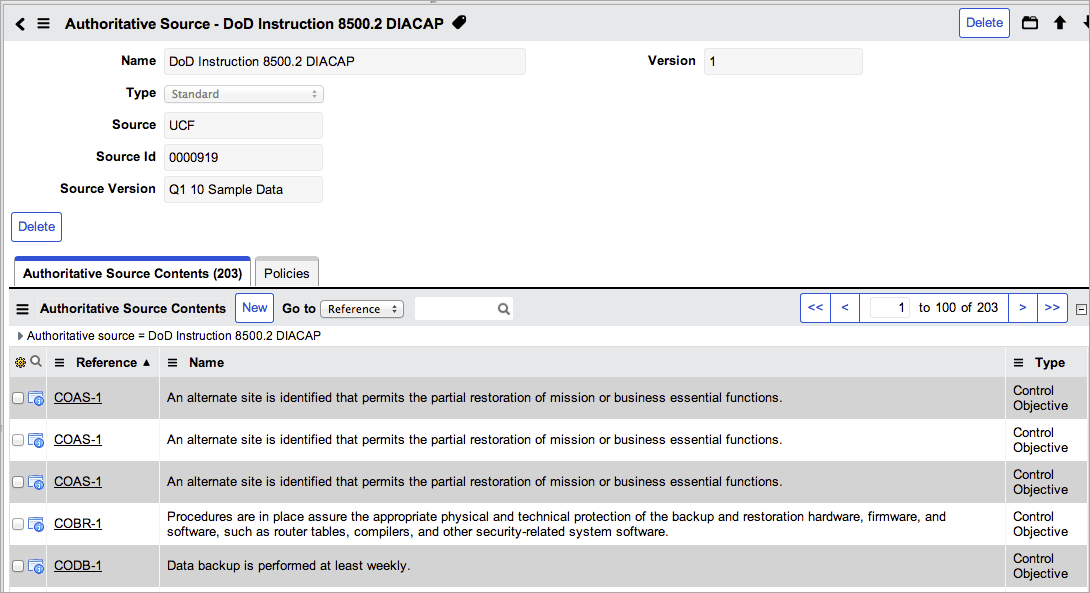 Authoritative Source - DoD Instruction 8500.2 DIACAP
Delete
Name DoD Instruction 8500.2 DIACAP
Version 1
Type Standard
Source UCF
Source Id 0000919
Source Version Q1 10 Sample Data
Delete
Authoritative Source Contents (203) Policies
Authoritative Source Contents New Go to Reference << < 1 to 100 of 203 > >>
Authoritative source = DoD Instruction 8500.2 DIACAP
Reference ▲ Name Type
COAS-1 An alternate site is identified that permits the partial restoration of mission or business essential functions. Control
Objective
COAS-1 An alternate site is identified that permits the partial restoration of mission or business essential functions. Control
Objective
COAS-1 An alternate site is identified that permits the partial restoration of mission or business essential functions. Control
Objective
COBR-1 Procedures are in place assure the appropriate physical and technical protection of the backup and restoration hardware, firmware, and Control
software, such as router tables, compilers, and other security-related system software. Objective
CODB-1 Data backup is performed at least weekly. Control
Objective